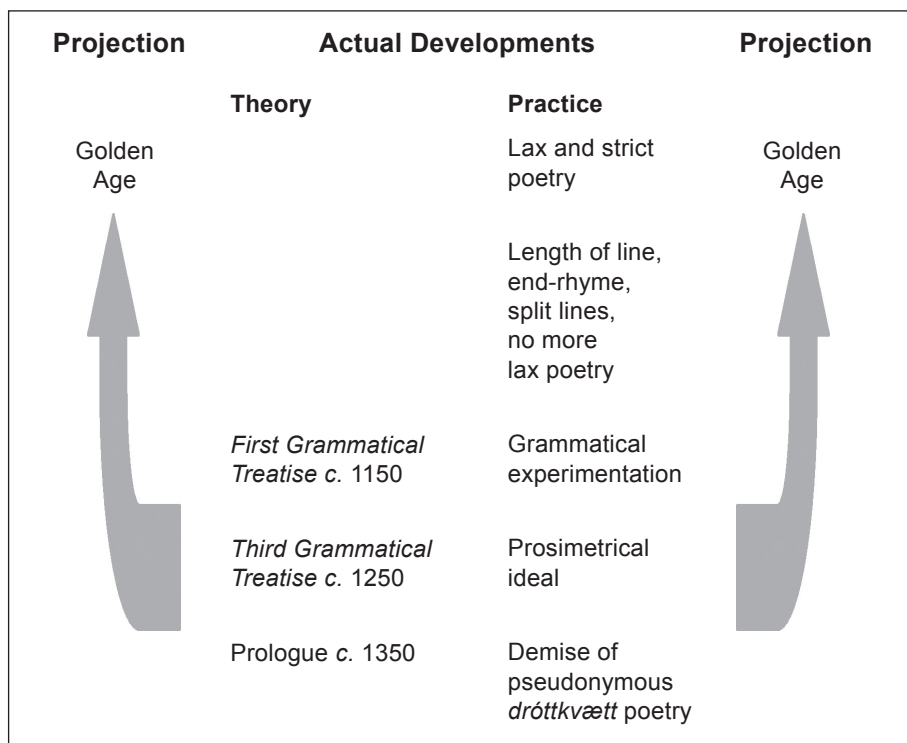 Projection
Actual Developments
Projection
Theory
Practice
Golden
Age
Lax and strict
poetry
Golden
Age
Length of line,
end-rhyme,
split lines,
no more
lax poetry
First Grammatical
Treatise c. 1150
Grammatical
experimentation
Third Grammatical
Treatise c. 1250
Prosimetrical
ideal
Prologue c. 1350
Demise of
pseudonymous
dróttkvætt poetry